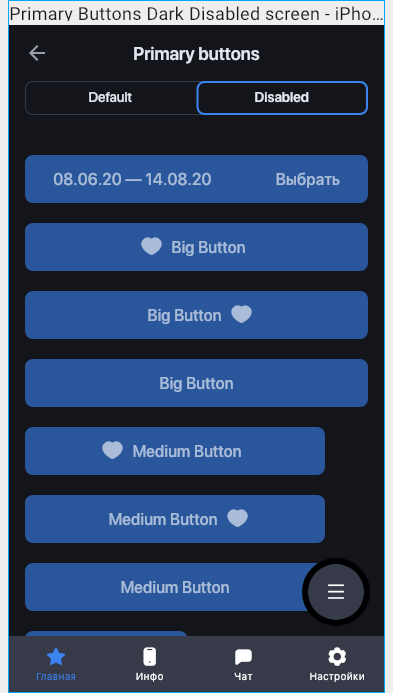 Primary Buttons Dark Disabled screen - iPho...
Primary buttons
Default
Disabled
08.06.20 — 14.08.20
Выбрать
Big Button
Big Button
Big Button
Medium Button
Medium Button
Medium Button
Главная
Инфо
Чат
Настройки